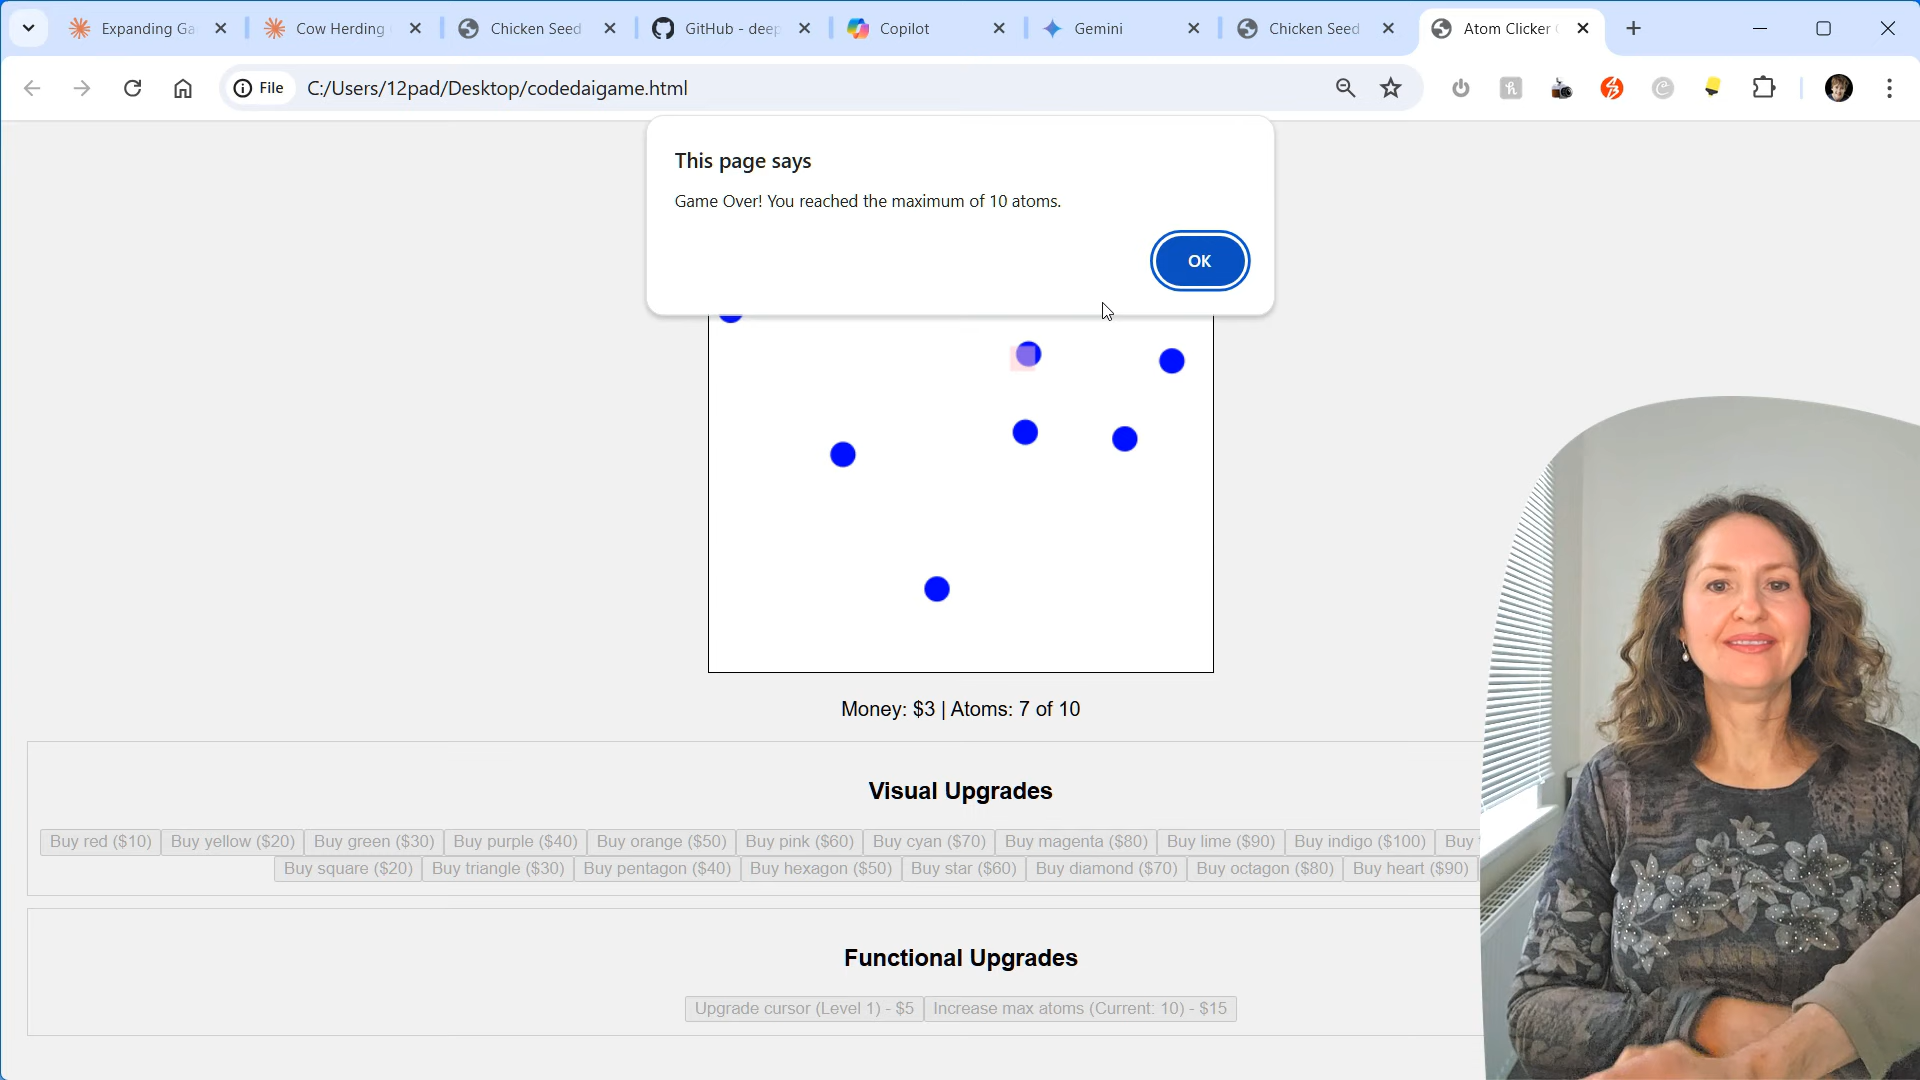 Expanding Ga
Cow Herding
Chicken Seed
GitHub - deep
Copilot
Gemini
Chicken Seed
Atom Clicker
File
C:/Users/12pad/Desktop/codedaigame.html
This page says
Game Over! You reached the maximum of 10 atoms.
OK
Money: $3 | Atoms: 7 of 10
Visual Upgrades
Buy red ($10) Buy yellow ($20) Buy green ($30) Buy purple ($40) Buy orange ($50) Buy pink ($60) Buy cyan ($70) Buy magenta ($80) Buy lime ($90) Buy indigo ($100) Buy
Buy square ($20) Buy triangle ($30) Buy pentagon ($40) Buy hexagon ($50) Buy star ($60) Buy diamond ($70) Buy octagon ($80) Buy heart ($90)
Functional Upgrades
Upgrade cursor (Level 1) - $5 Increase max atoms (Current: 10) - $15